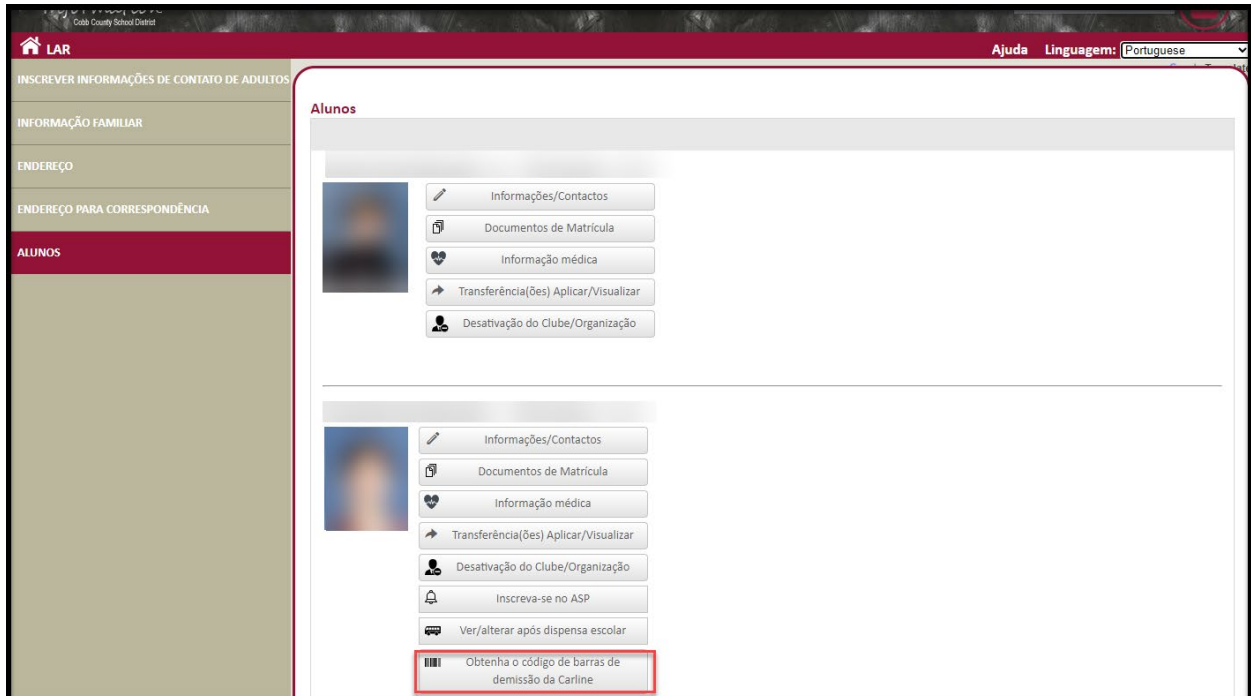 Cobb County School District
LAR
Ajuda Linguagem: Portuguese
INSCREVER INFORMAÇÕES DE CONTATO DE ADULTOS
INFORMAÇÃO FAMILIAR
ENDEREÇO
ENDEREÇO PARA CORRESPONDÊNCIA
ALUNOS
Alunos
Informações/Contactos
Documentos de Matrícula
Informação médica
Transferência(ões) Aplicar/Visualizar
Desativação do Clube/Organização
Informações/Contactos
Documentos de Matrícula
Informação médica
Transferência(ões) Aplicar/Visualizar
Desativação do Clube/Organização
Inscreva-se no ASP
Ver/alterar após dispensa escolar
Obtenha o código de barras de
demissão da Carline